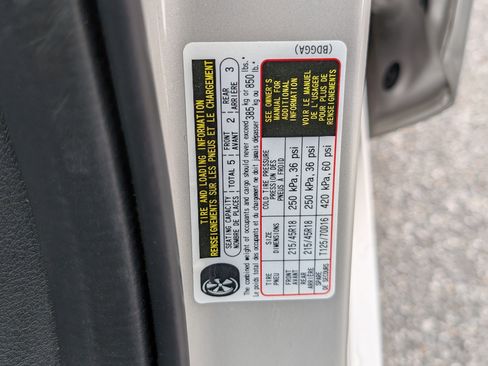 (BDGGA)
TIRE AND LOADING INFORMATION
RENSEIGNEMENTS SUR LES PNEUS ET LE CHARGEMENT
SEATING CAPACITY
NOMBRE DE PLACES
TOTAL 5
FRONT
AVANT 2
REAR
ARRIÈRE 3
The combined weight of occupants and cargo should never exceed
Le poids total des occupants et du chargement ne doit jamais dépasser
385 kg or 850 lbs.*
kg ou lb.*
TIRE
PNEU
SIZE
DIMENSIONS
COLD TIRE PRESSURE
PRESSION DES
PNEUS A FROID
SEE OWNER'S
MANUAL FOR
ADDITIONAL
INFORMATION
VOIR LE MANUEL
DE L'USAGER
POUR PLUS DE
RENSEIGNEMENTS
FRONT
AVANT
215/45R18
250 kPa, 36 psi
REAR
ARRIÈRE
215/45R18
250 kPa, 36 psi
SPARE
DE SECOURS
T125/70D16
420 kPa, 60 psi